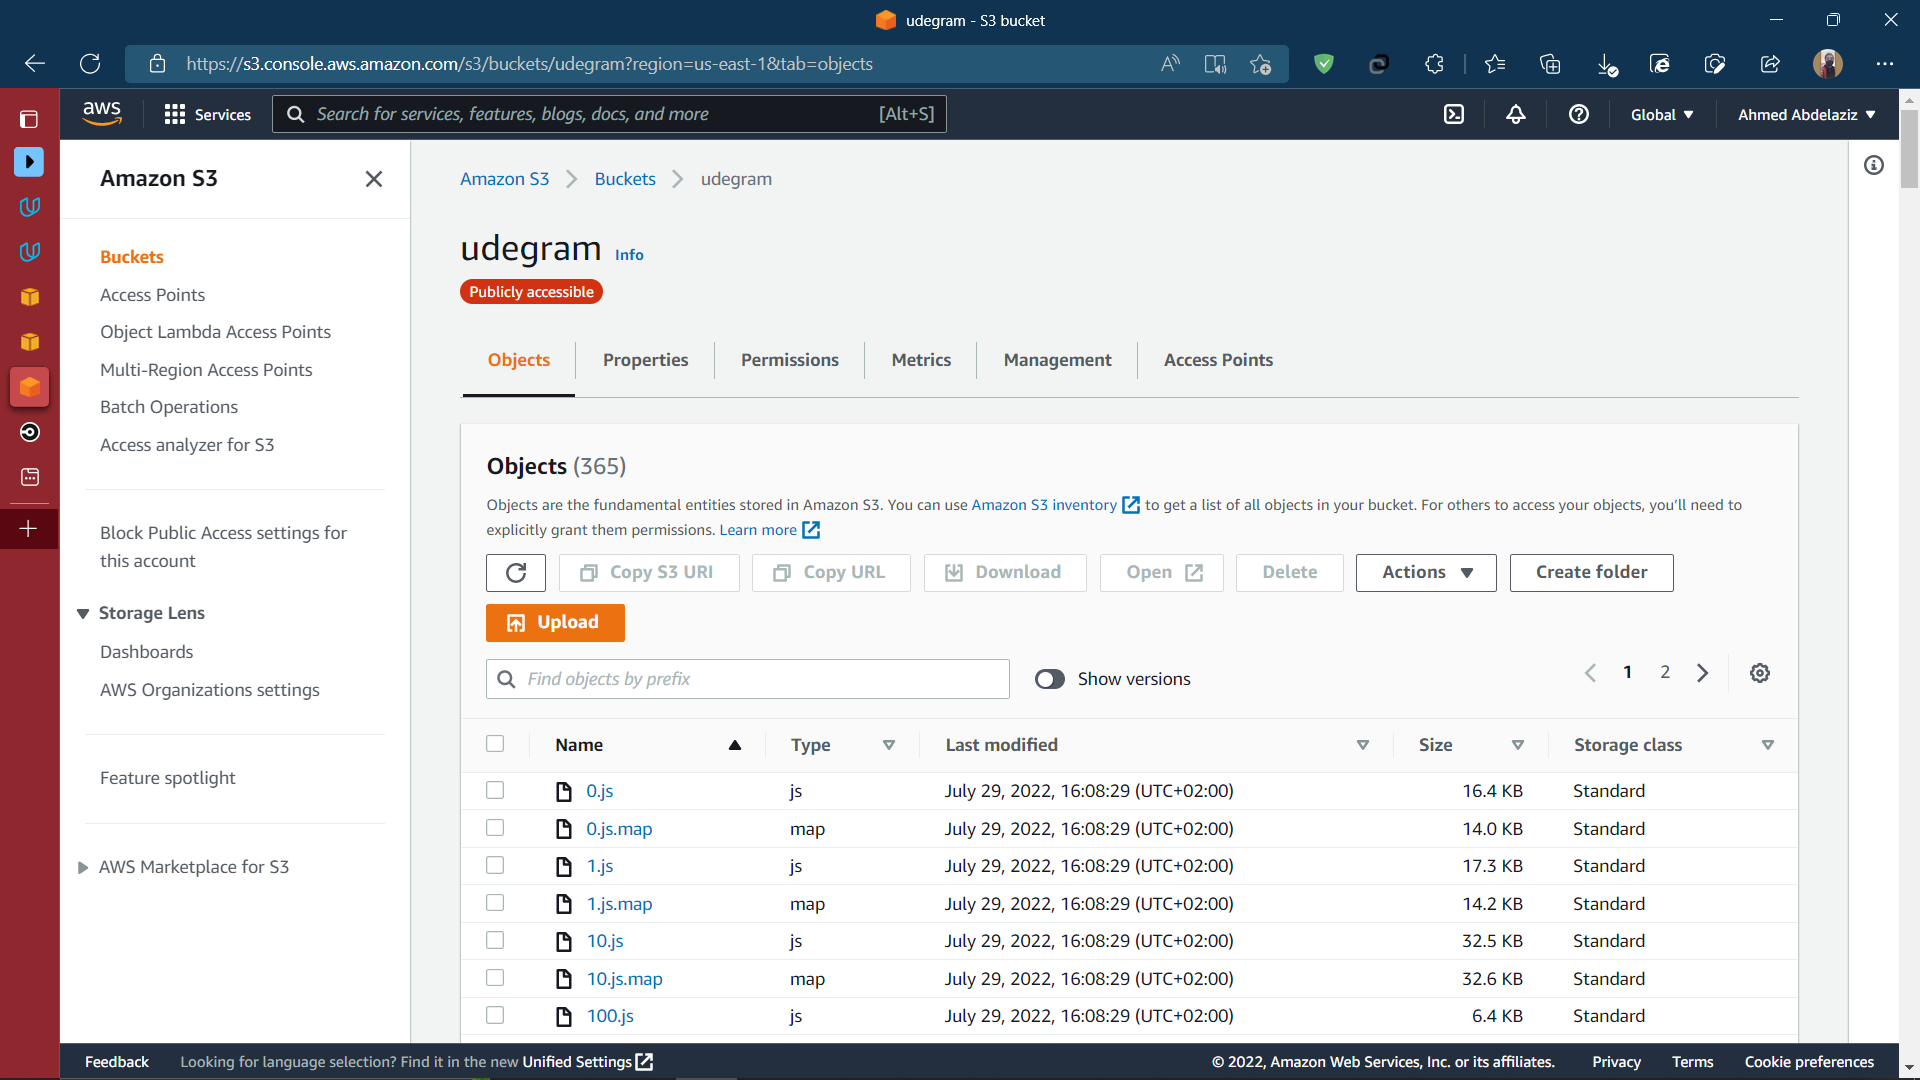 udegram - S3 bucket
https://s3.console.aws.amazon.com/s3/buckets/udegram?region=us-east-1&tab=objects
aws
Services
Search for services, features, blogs, docs, and more
[Alt+S]
Global
Ahmed Abdelaziz
Amazon S3
Buckets
Access Points
Object Lambda Access Points
Multi-Region Access Points
Batch Operations
Access analyzer for S3
Block Public Access settings for
this account
Storage Lens
Dashboards
AWS Organizations settings
Feature spotlight
AWS Marketplace for S3
Amazon S3 Buckets udegram
udegram Info
Publicly accessible
Objects Properties Permissions Metrics Management Access Points
Objects (365)
Objects are the fundamental entities stored in Amazon S3. You can use Amazon S3 inventory to get a list of all objects in your bucket. For others to access your objects, you'll need to
explicitly grant them permissions. Learn more
Copy S3 URI Copy URL Download Open Delete Actions Create folder
Upload
Find objects by prefix
Show versions
1 2
Name Type Last modified Size Storage class
0.js js July 29, 2022, 16:08:29 (UTC+02:00) 16.4 KB Standard
0.js.map map July 29, 2022, 16:08:29 (UTC+02:00) 14.0 KB Standard
1.js js July 29, 2022, 16:08:29 (UTC+02:00) 17.3 KB Standard
1.js.map map July 29, 2022, 16:08:29 (UTC+02:00) 14.2 KB Standard
10.js js July 29, 2022, 16:08:29 (UTC+02:00) 32.5 KB Standard
10.js.map map July 29, 2022, 16:08:29 (UTC+02:00) 32.6 KB Standard
100.js js July 29, 2022, 16:08:29 (UTC+02:00) 6.4 KB Standard
Feedback Looking for language selection? Find it in the new Unified Settings
© 2022, Amazon Web Services, Inc. or its affiliates. Privacy Terms Cookie preferences